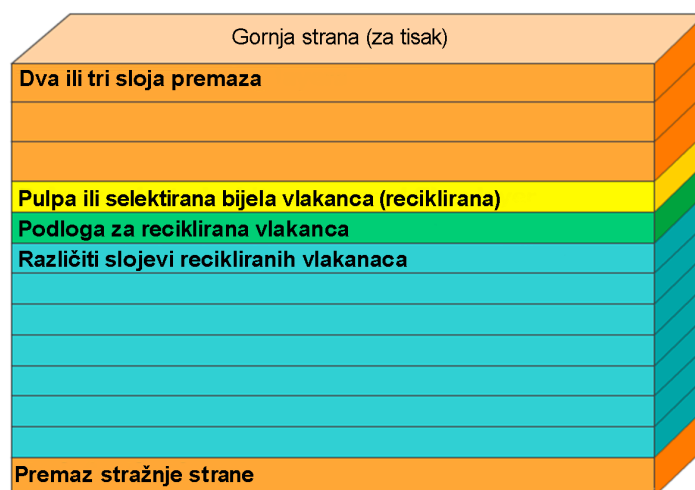 Gornja strana (za tisak)
Dva ili tri sloja premaza
Pulpa ili selektirana bijela vlakanca (reciklirana)
Podloga za reciklirana vlakanca
Različiti slojevi recikliranih vlakanaca
Premaz stražnje strane